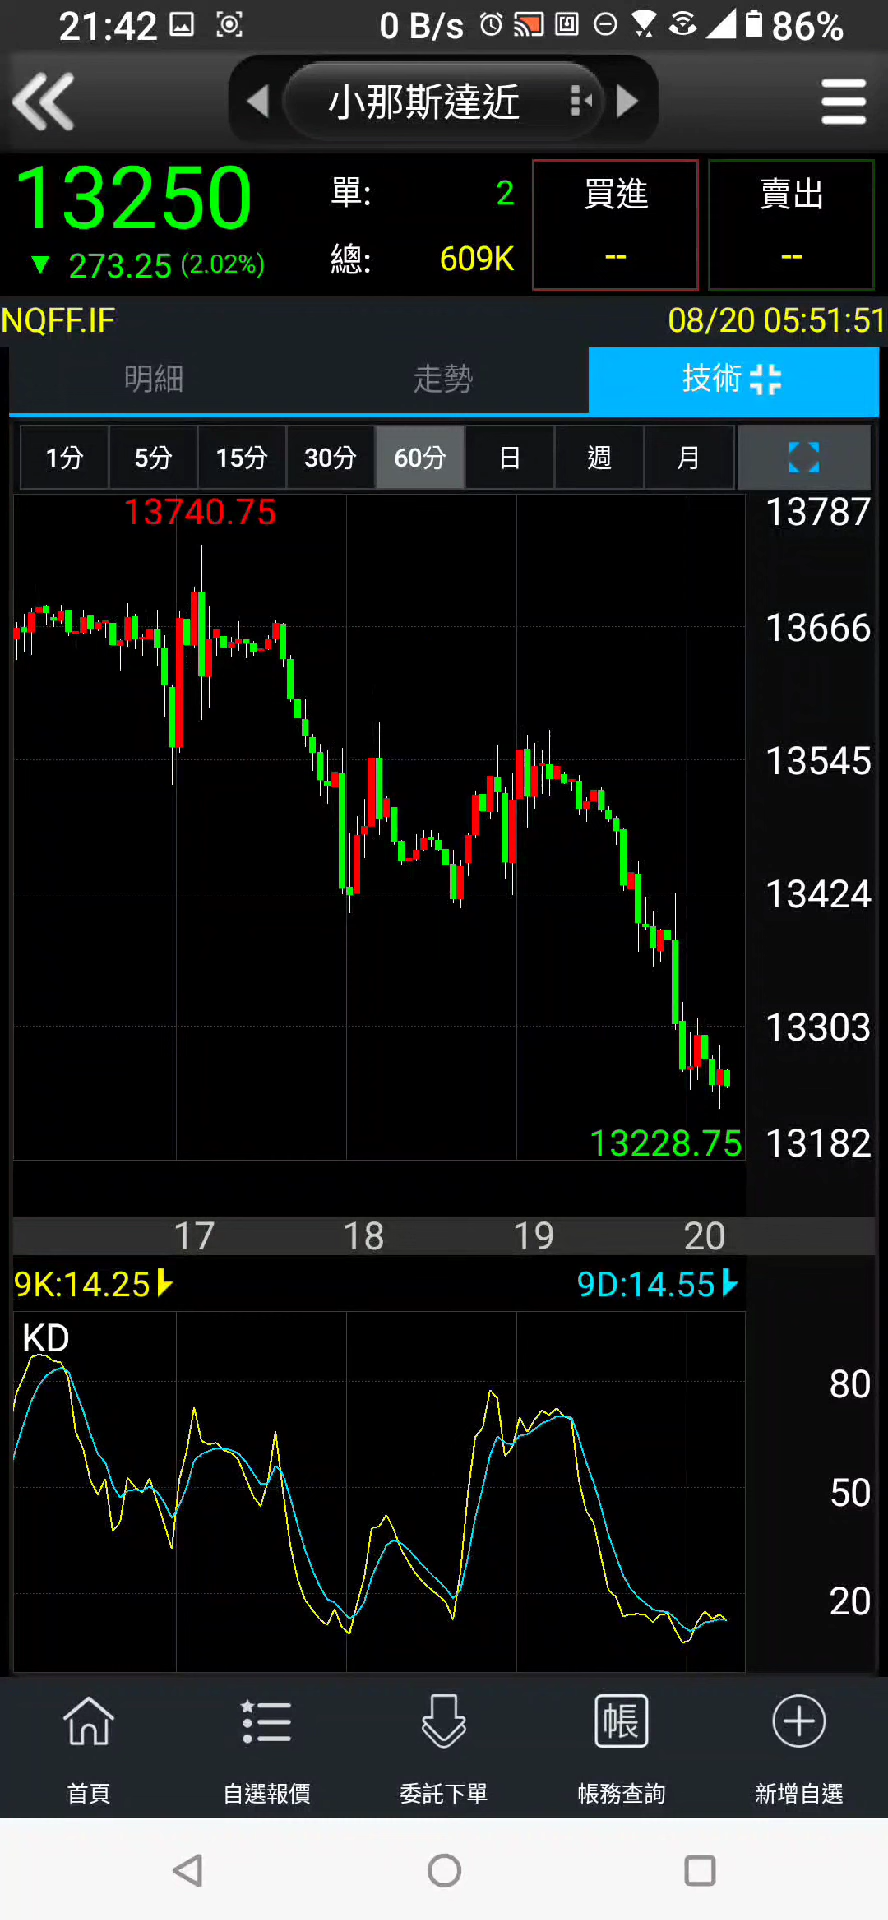 21:42 0 B/s 86%
小那斯達近
13250 單: 2 買進 賣出
▼ 273.25 (2.02%) 總: 609K -- --
NQFF.IF 08/20 05:51:51
明細 走勢 技術
1分 5分 15分 30分 60分 日 週 月
13740.75 13787
13666
13545
13424
13303
13228.75 13182
17 18 19 20
9K:14.25 9D:14.55
KD
80
50
20
帳
首頁 自選報價 委託下單 帳務查詢 新增自選